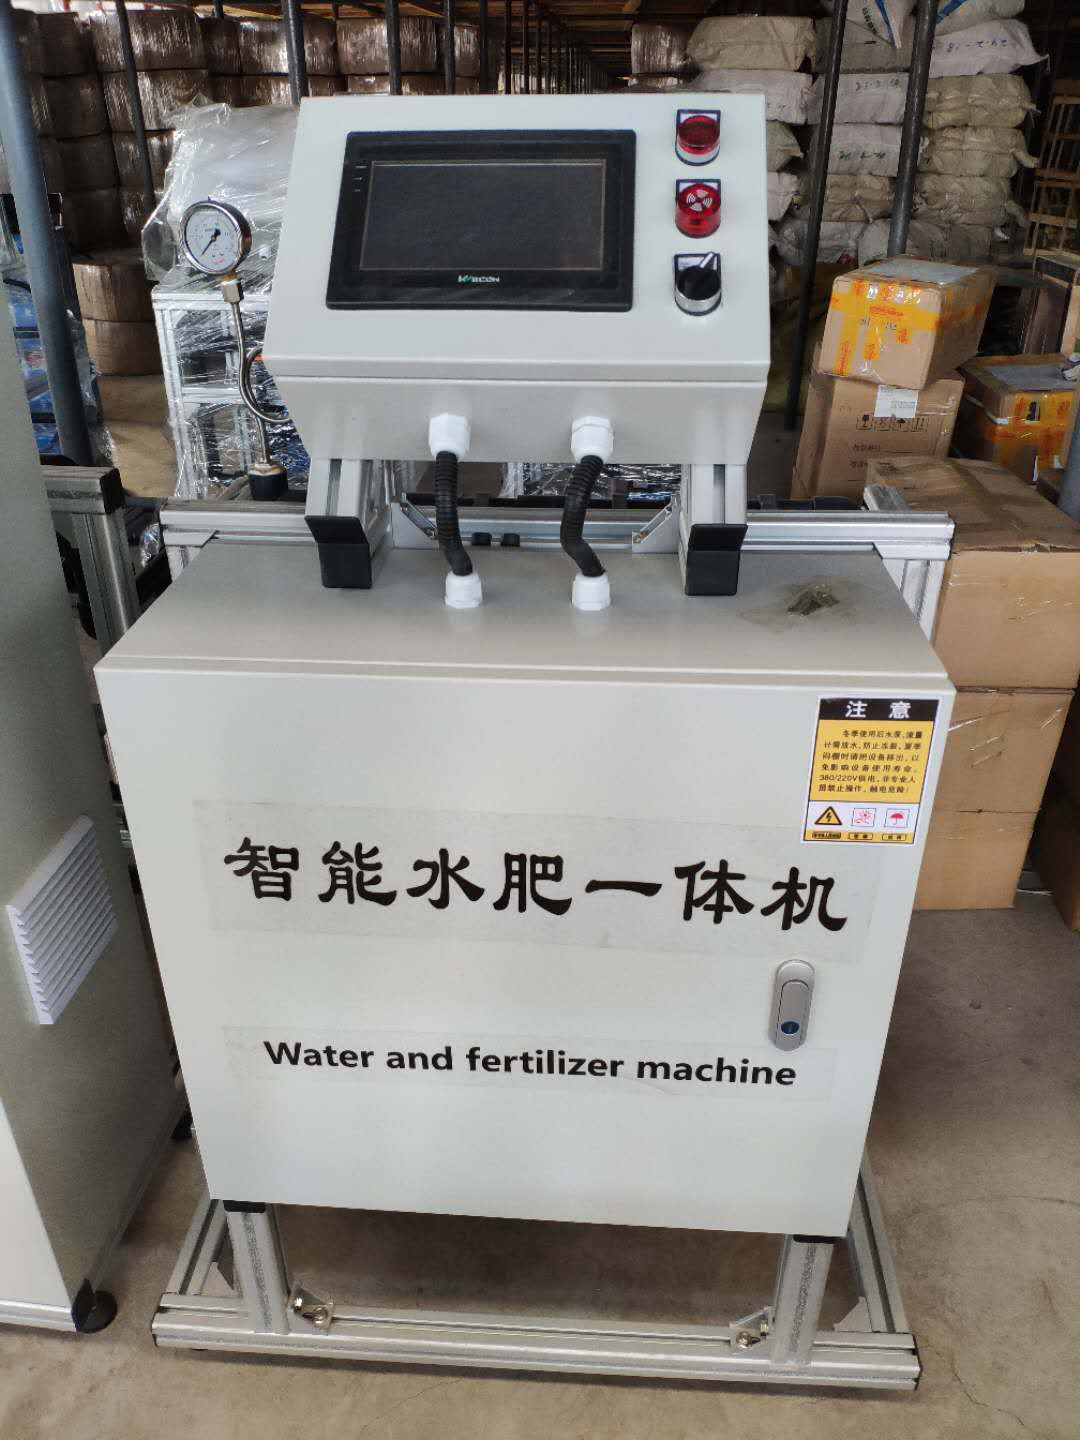 WECON
注 意
冬季使用后水泵、流量
计需放水,防止冻裂。夏季
闷棚时请把设备移出,以
免影响设备使用寿命。
380/220V供电,非专业人
员禁止操作,触电危险!
智能水肥一体机
Water and fertilizer machine